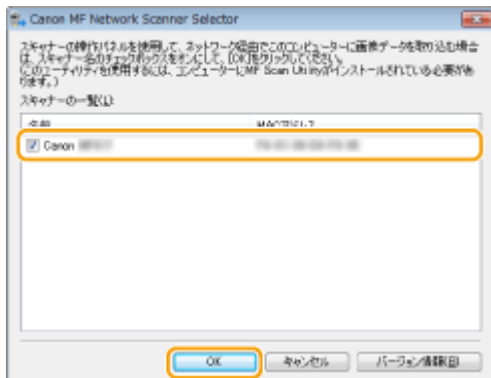 Canon MF Network Scanner Selector
スキャナーの操作パネルを使用して、ネットワーク経由でこのコンピューターに画像データを取り込む場合
は、スキャナー名のチェックボックスをオンにして、[OK]をクリックしてください。
(このユーティリティを使用するには、コンピューターにMF Scan Utilityがインストールされている必要があ
ります。)
スキャナーの一覧(L):
名前 MACアドレス
Canon
OK キャンセル バージョン情報(B)